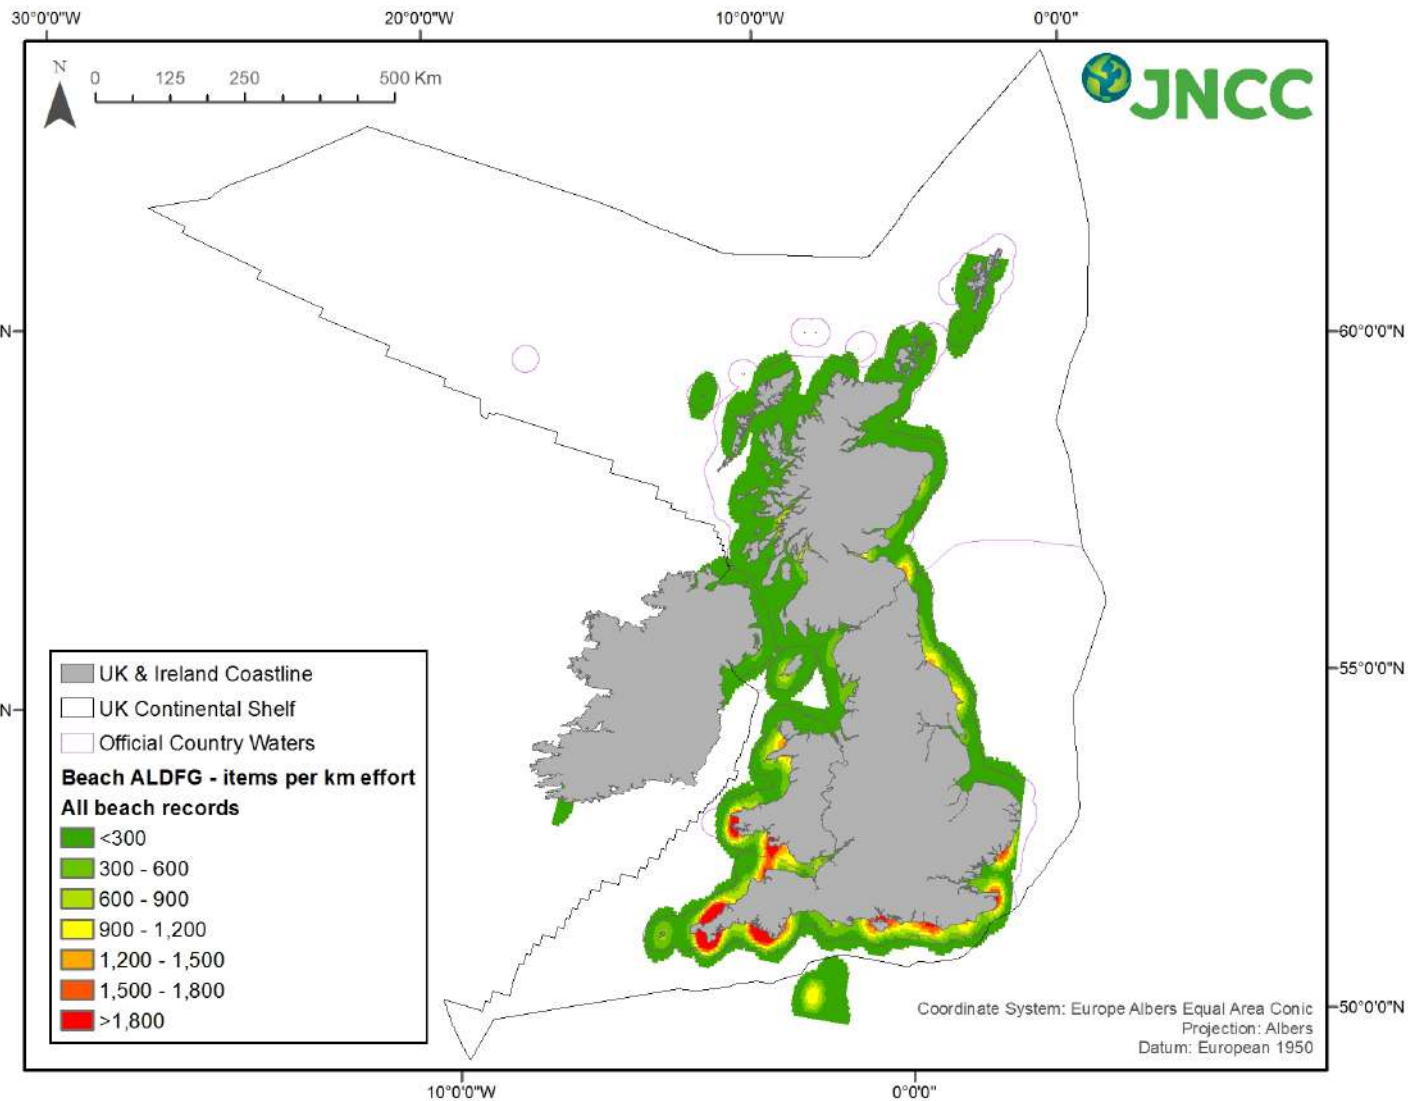 30°0'0"W 20°0'0"W 10°0'0"W 0°0'0"
N
0 125 250 500 Km
JNCC
N 60°0'0"N
55°0'0"N
N
50°0'0"N
UK & Ireland Coastline
UK Continental Shelf
Official Country Waters
Beach ALDFG - items per km effort
All beach records
<300
300 - 600
600 - 900
900 - 1,200
1,200 - 1,500
1,500 - 1,800
>1,800
Coordinate System: Europe Albers Equal Area Conic
Projection: Albers
Datum: European 1950
10°0'0"W 0°0'0"